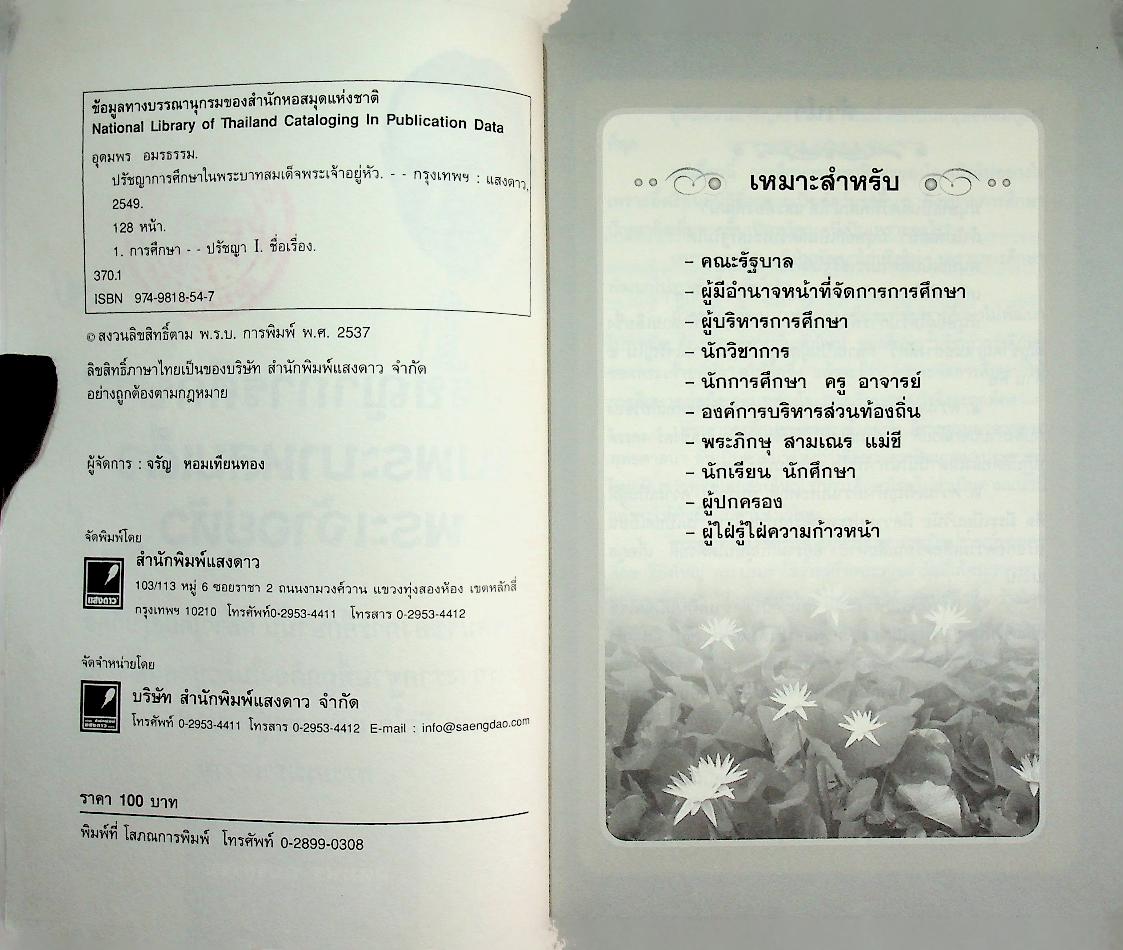 ข้อมูลทางบรรณานุกรมของสำนักหอสมุดแห่งชาติ
National Library of Thailand Cataloging In Publication Data
อุดมพร อมรธรรม.
ปรัชญาการศึกษาในพระบาทสมเด็จพระเจ้าอยู่หัว. - - กรุงเทพฯ : แสงดาว,
2549.
128 หน้า.
1. การศึกษา - - ปรัชญา I. ชื่อเรื่อง.
370.1
ISBN 974-9818-54-7
© สงวนลิขสิทธิ์ตาม พ.ร.บ. การพิมพ์ พ.ศ. 2537
ลิขสิทธิ์ภาษาไทยเป็นของบริษัท สำนักพิมพ์แสงดาว จำกัด
อย่างถูกต้องตามกฎหมาย
ผู้จัดการ : จรัญ หอมเทียนทอง
จัดพิมพ์โดย
สำนักพิมพ์แสงดาว
แสงดาว
103/113 หมู่ 6 ซอยราชา 2 ถนนงามวงศ์วาน แขวงทุ่งสองห้อง เขตหลักสี่
กรุงเทพฯ 10210 โทรศัพท์0-2953-4411 โทรสาร 0-2953-4412
จัดจำหน่ายโดย
บริษัท สำนักพิมพ์แสงดาว จำกัด
โทรศัพท์ 0-2953-4411 โทรสาร 0-2953-4412 E-mail : info@saengdao.com
ราคา 100 บาท
พิมพ์ที่ โสภณการพิมพ์ โทรศัพท์ 0-2899-0308
เหมาะสำหรับ
– คณะรัฐบาล
– ผู้มีอำนาจหน้าที่จัดการการศึกษา
– ผู้บริหารการศึกษา
– นักวิชาการ
– นักการศึกษา ครู อาจารย์
– องค์การบริหารส่วนท้องถิ่น
– พระภิกษุ สามเณร แม่ชี
– นักเรียน นักศึกษา
– ผู้ปกครอง
– ผู้ใฝ่รู้ใฝ่ความก้าวหน้า